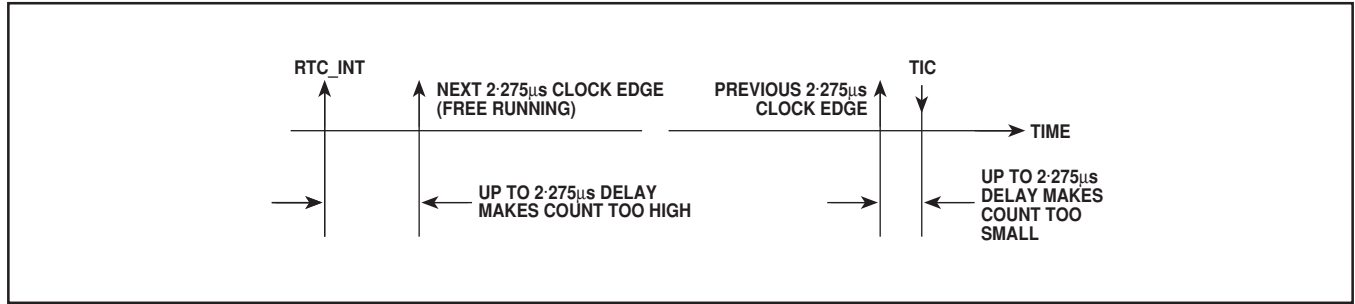 RTC_INT
NEXT 2·275µs CLOCK EDGE
(FREE RUNNING)
PREVIOUS 2·275µs
CLOCK EDGE
TIC
TIME
UP TO 2·275µs DELAY
MAKES COUNT TOO HIGH
UP TO 2·275µs
DELAY MAKES
COUNT TOO
SMALL